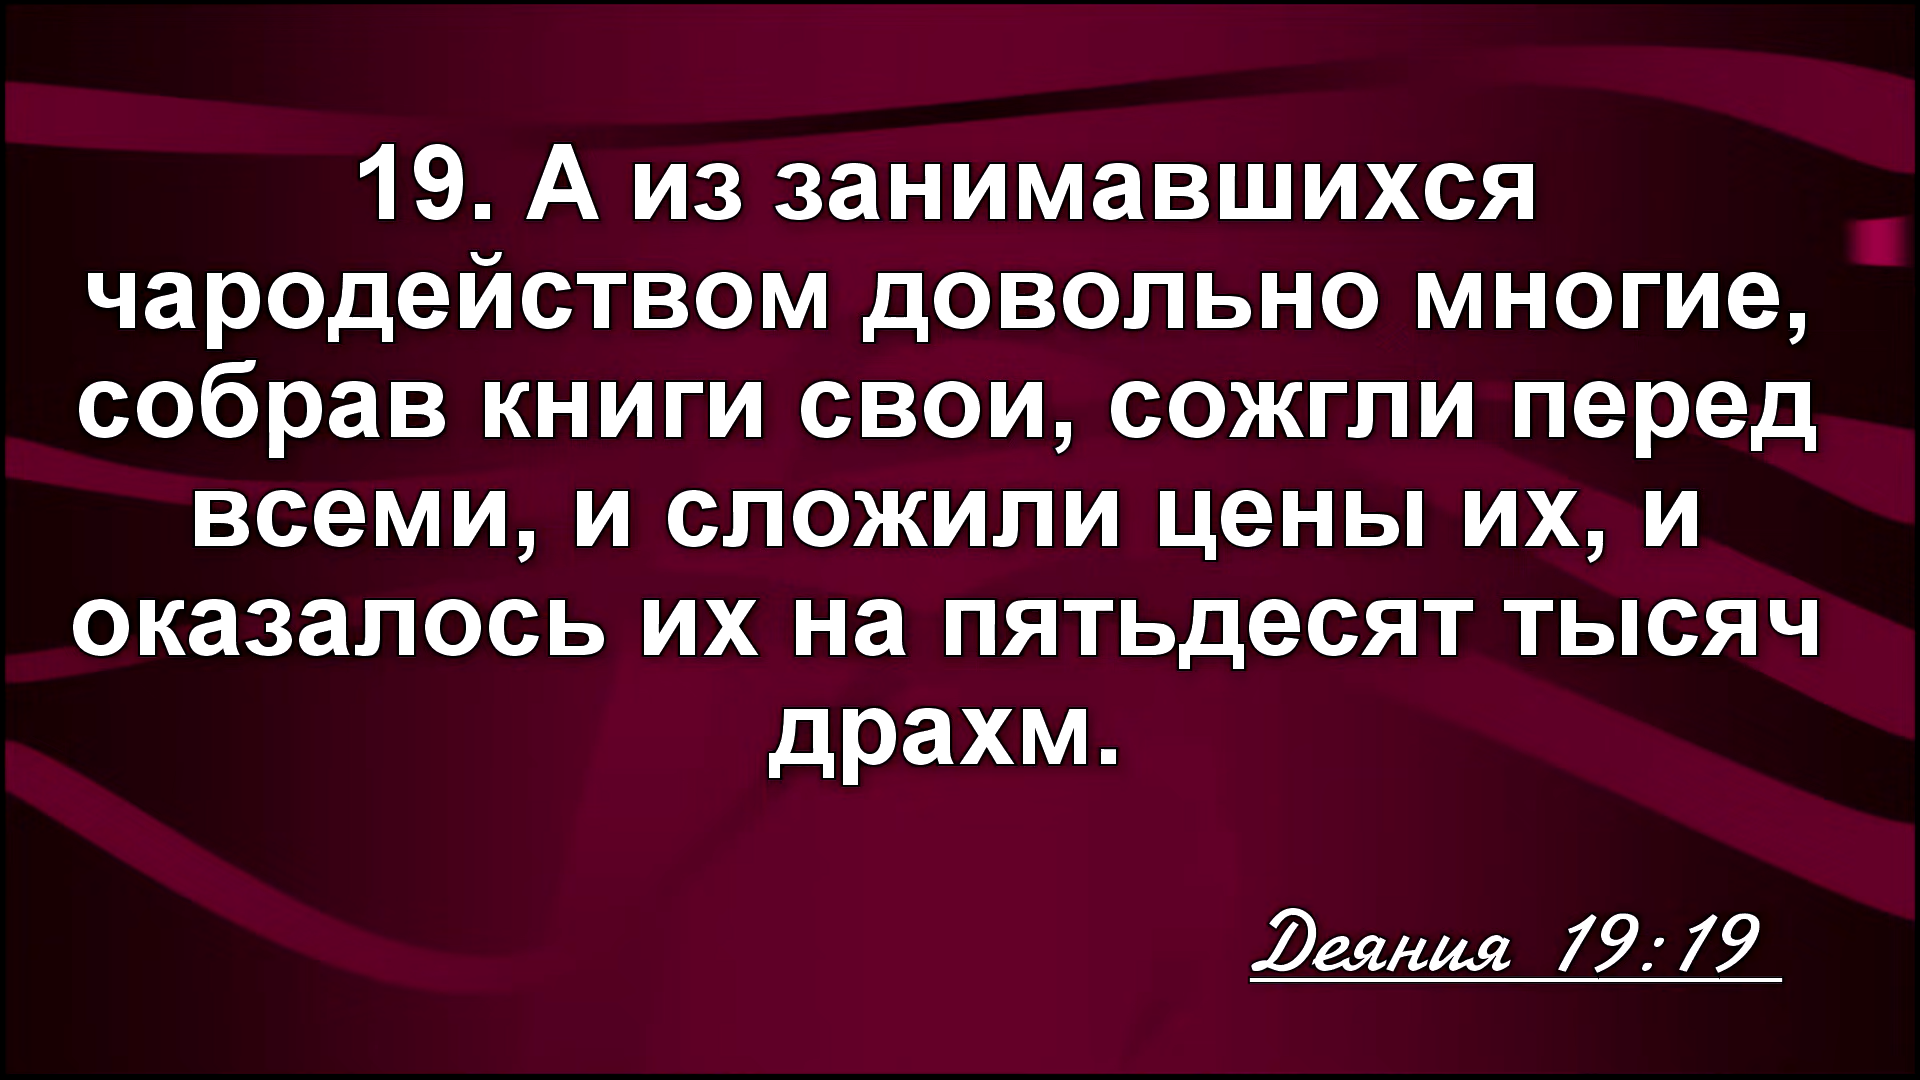 19. А из занимавшихся
чародейством довольно многие,
собрав книги свои, сожгли перед
всеми, и сложили цены их, и
оказалось их на пятьдесят тысяч
драхм.
Деяния 19:19